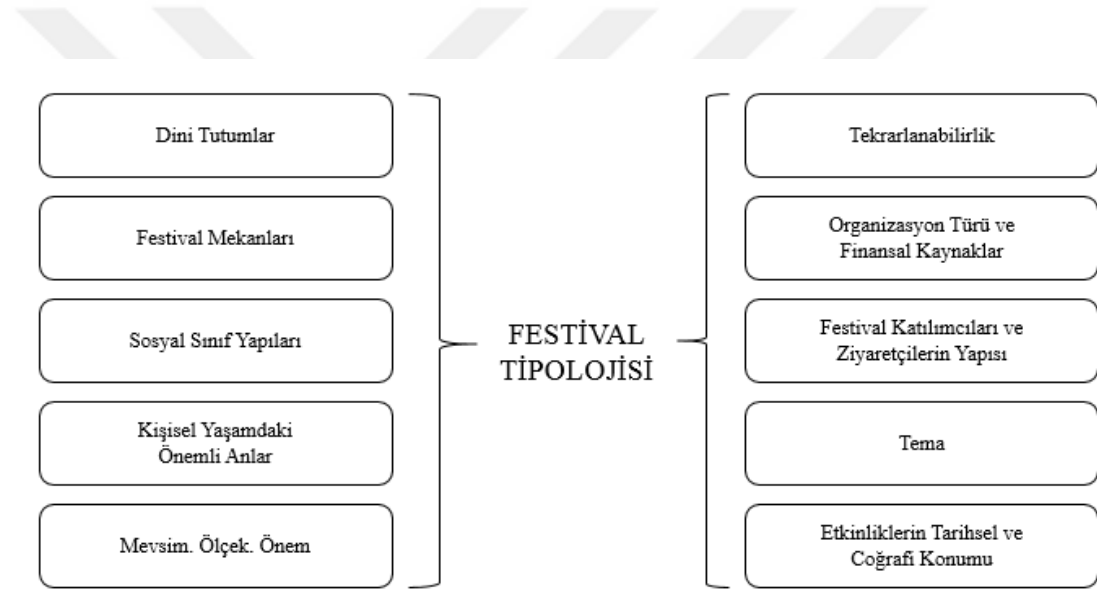 Dini Tutumlar
Festival Mekanları
Sosyal Sınıf Yapıları
Kişisel Yaşamdaki
Önemli Anlar
Mevsim. Ölçek. Önem
FESTİVAL
TİPOLOJİSİ
Tekrarlanabilirlik
Organizasyon Türü ve
Finansal Kaynaklar
Festival Katılımcıları ve
Ziyaretçilerin Yapısı
Tema
Etkinliklerin Tarihsel ve
Coğrafi Konumu